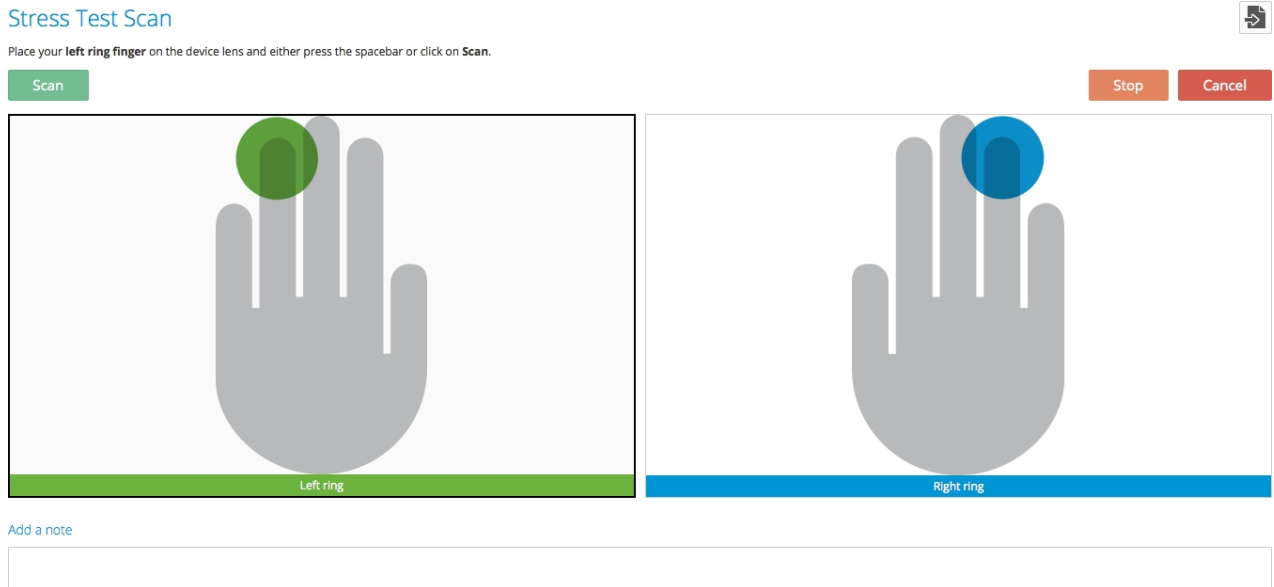 Stress Test Scan
Place your left ring finger on the device lens and either press the spacebar or click on Scan.
Scan
Stop
Cancel
Left ring
Right ring
Add a note